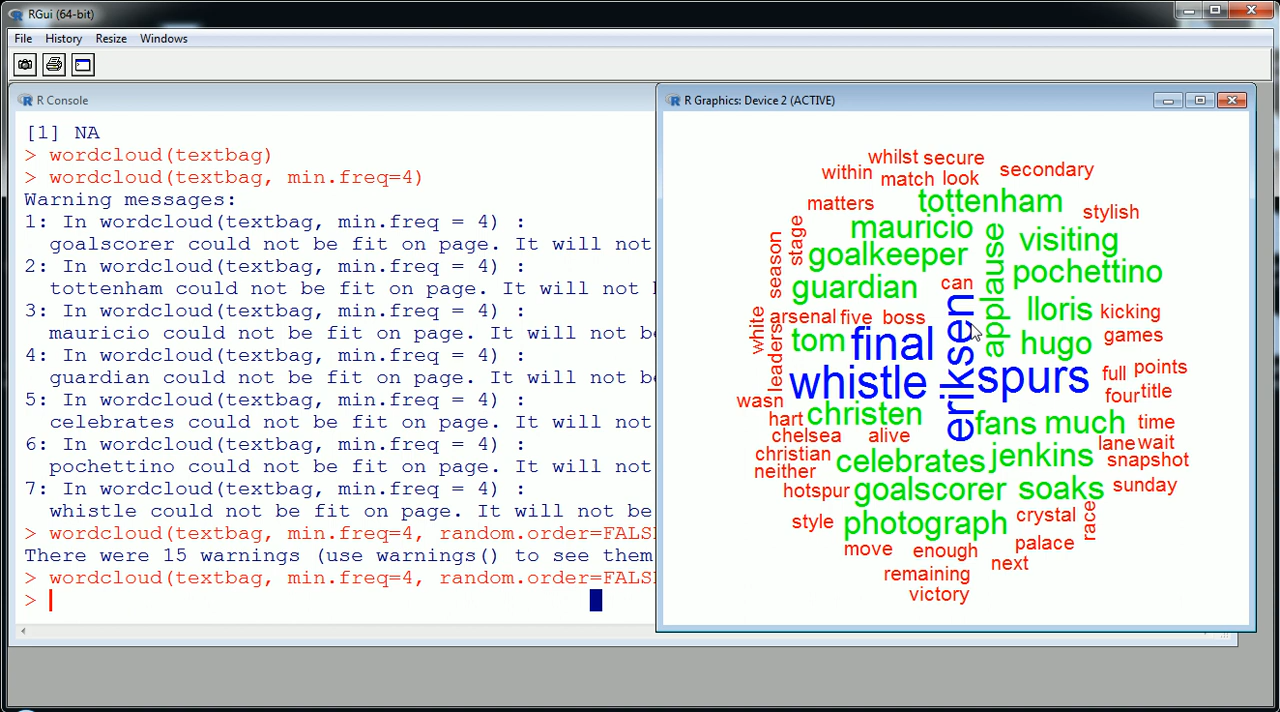 RGui (64-bit)
File History Resize Windows
R Console
[1] NA
> wordcloud(textbag)
> wordcloud(textbag, min.freq=4)
Warning messages:
1: In wordcloud(textbag, min.freq = 4) :
goalscorer could not be fit on page. It will not
2: In wordcloud(textbag, min.freq = 4) :
tottenham could not be fit on page. It will not
3: In wordcloud(textbag, min.freq = 4) :
mauricio could not be fit on page. It will not be
4: In wordcloud(textbag, min.freq = 4) :
guardian could not be fit on page. It will not be
5: In wordcloud(textbag, min.freq = 4) :
celebrates could not be fit on page. It will not
6: In wordcloud(textbag, min.freq = 4) :
pochettino could not be fit on page. It will not
7: In wordcloud(textbag, min.freq = 4) :
whistle could not be fit on page. It will not be
> wordcloud(textbag, min.freq=4, random.order=FALSE
There were 15 warnings (use warnings() to see them
> wordcloud(textbag, min.freq=4, random.order=FALSE
>
R Graphics: Device 2 (ACTIVE)
whilst secure
within match look secondary
matters tottenham stylish
season stage mauricio applause visiting
goalkeeper pochettino
guardian can
white arsenal five boss eriksen lloris kicking
leaders tom final hugo games
whistle spurs full points
wasn four title
hart christen fans much time
chelsea alive lane wait
christian celebrates jenkins snapshot
neither
hotspur goalscorer soaks sunday
style photograph crystal race
move enough palace
remaining next
victory